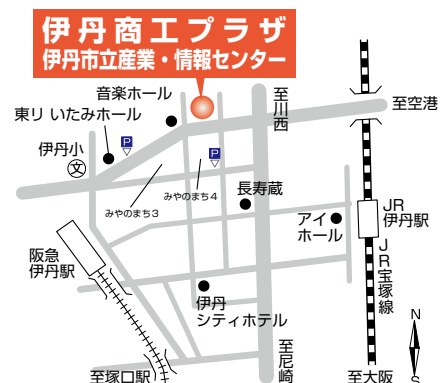 伊丹商工プラザ
伊丹市立産業・情報センター
音楽ホール
東リ いたみホール
伊丹小
文
P
P
至川西
至空港
みやのまち3
みやのまち4
長寿蔵
アイ
ホール
JR
伊丹駅
JR宝塚線
阪急
伊丹駅
伊丹
シティホテル
至塚口駅
至尼崎
至大阪
N
S